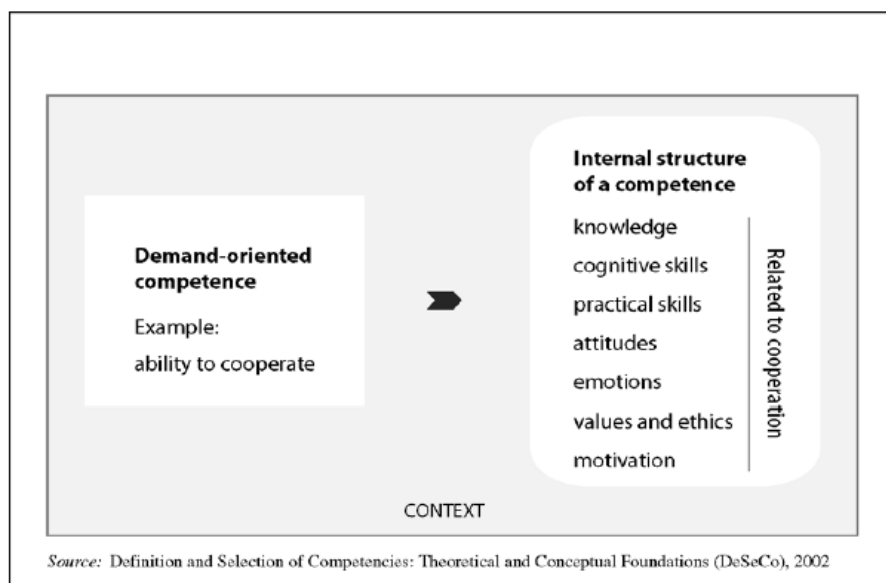 Demand-oriented
competence
Example:
ability to cooperate
Internal structure
of a competence
knowledge
cognitive skills
practical skills
attitudes
emotions
values and ethics
motivation
Related to cooperation
CONTEXT
Source: Definition and Selection of Competencies: Theoretical and Conceptual Foundations (DeSeCo), 2002